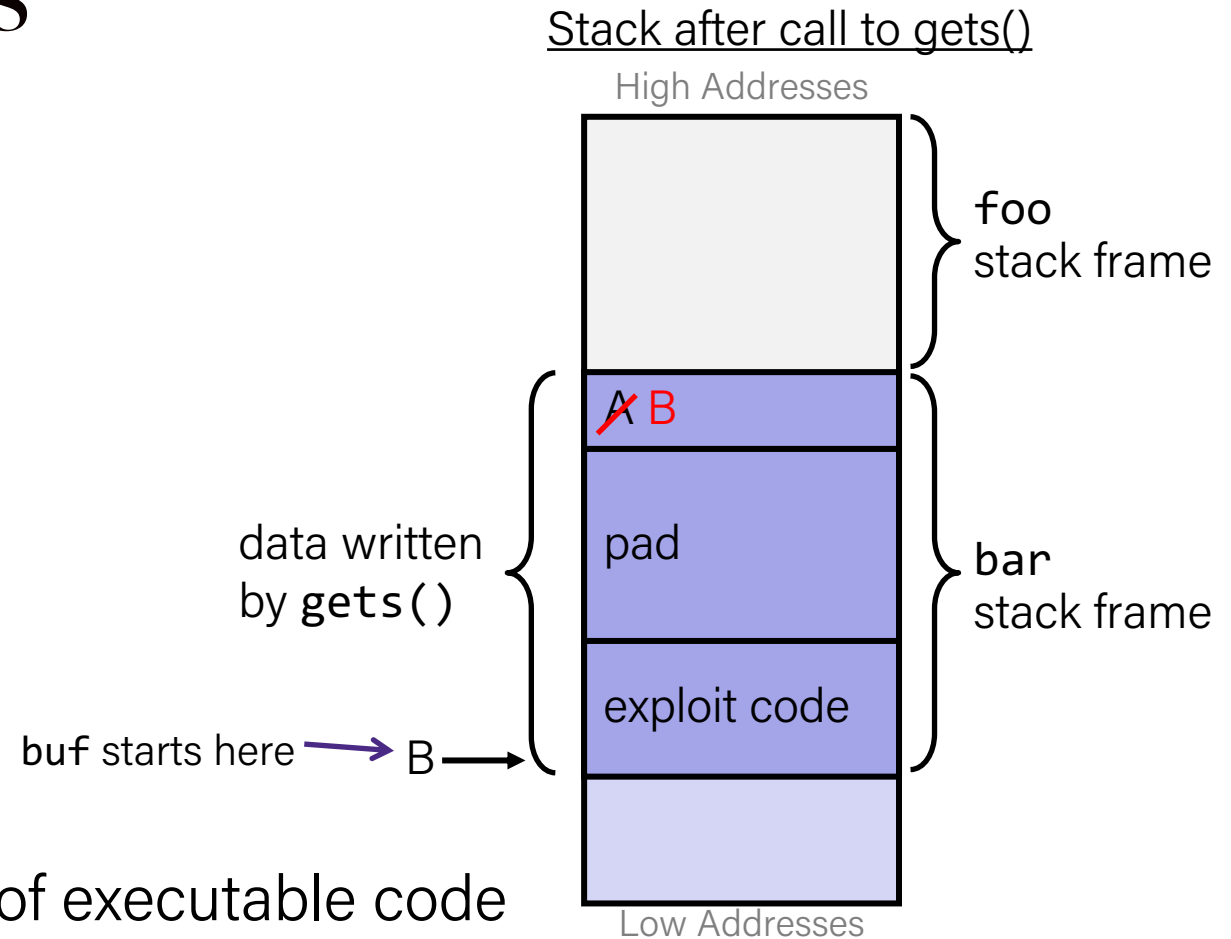 s
Stack after call to gets()
High Addresses
foo
stack frame
A B
data written
by gets()
pad
bar
stack frame
exploit code
buf starts here
B
of executable code
Low Addresses